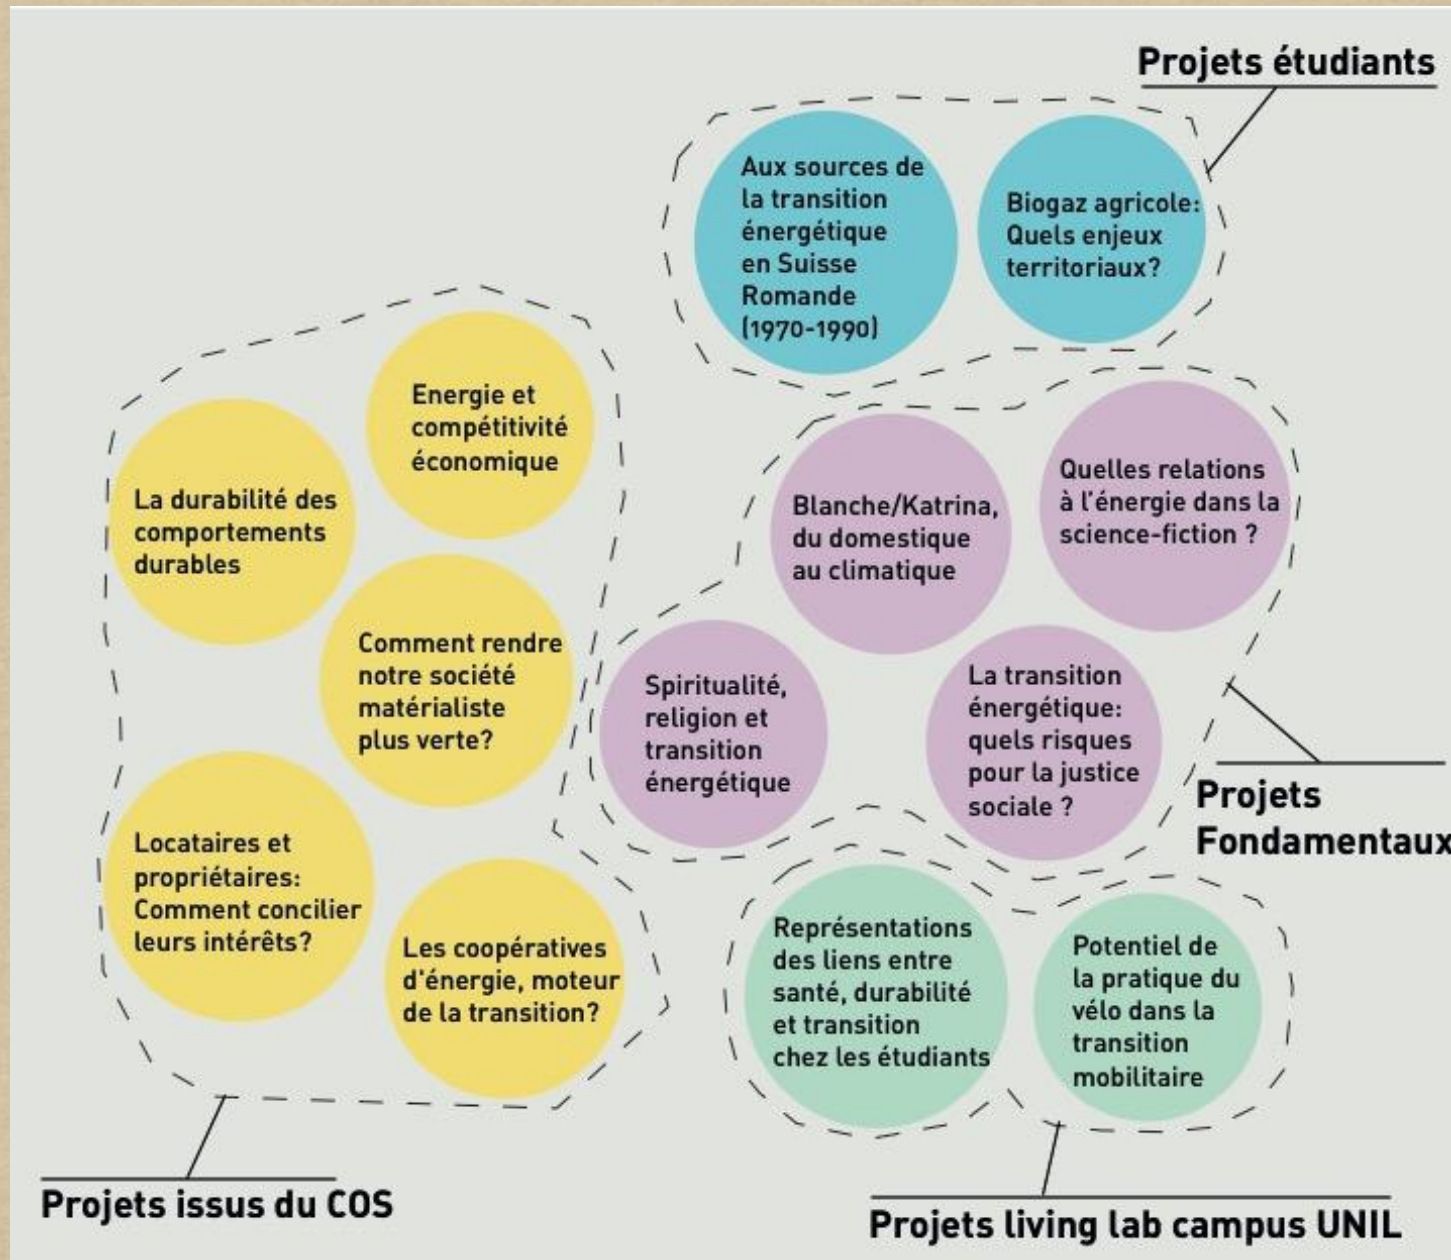 Projets étudiants
Aux sources de
la transition
énergétique
en Suisse
Romande
(1970-1990)
Biogaz agricole:
Quels enjeux
territoriaux?
Energie et
compétitivité
économique
La durabilité des
comportements
durables
Comment rendre
notre société
matérialiste
plus verte?
Locataires et
propriétaires:
Comment concilier
leurs intérêts?
Les coopératives
d'énergie, moteur
de la transition?
Projets issus du COS
Blanche/Katrina,
du domestique
au climatique
Quelles relations
à l'énergie dans la
science-fiction ?
Spiritualité,
religion et
transition
énergétique
La transition
énergétique:
quels risques
pour la justice
sociale ?
Projets
Fondamentaux
Représentations
des liens entre
santé, durabilité
et transition
chez les étudiants
Potentiel de
la pratique du
vélo dans la
transition
mobilitaire
Projets living lab campus UNIL